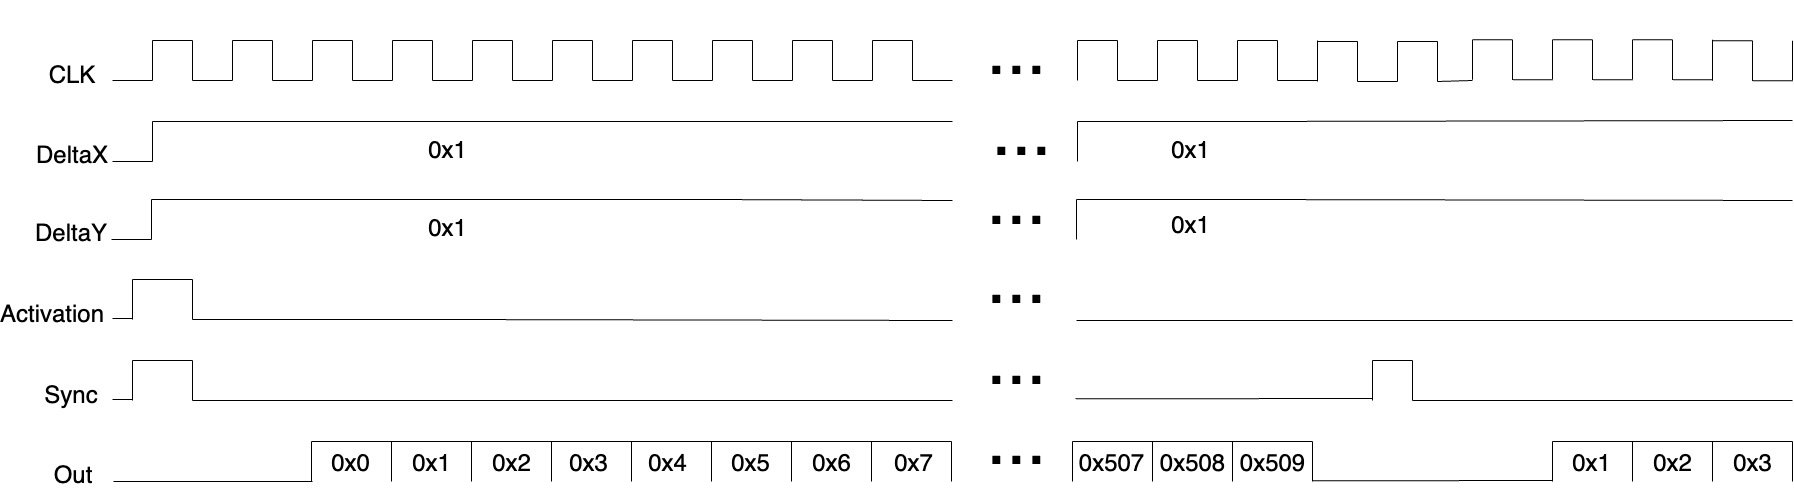 CLK
DeltaX 0x1 0x1
DeltaY 0x1 0x1
Activation
Sync
Out 0x0 0x1 0x2 0x3 0x4 0x5 0x6 0x7 0x507 0x508 0x509 0x1 0x2 0x3